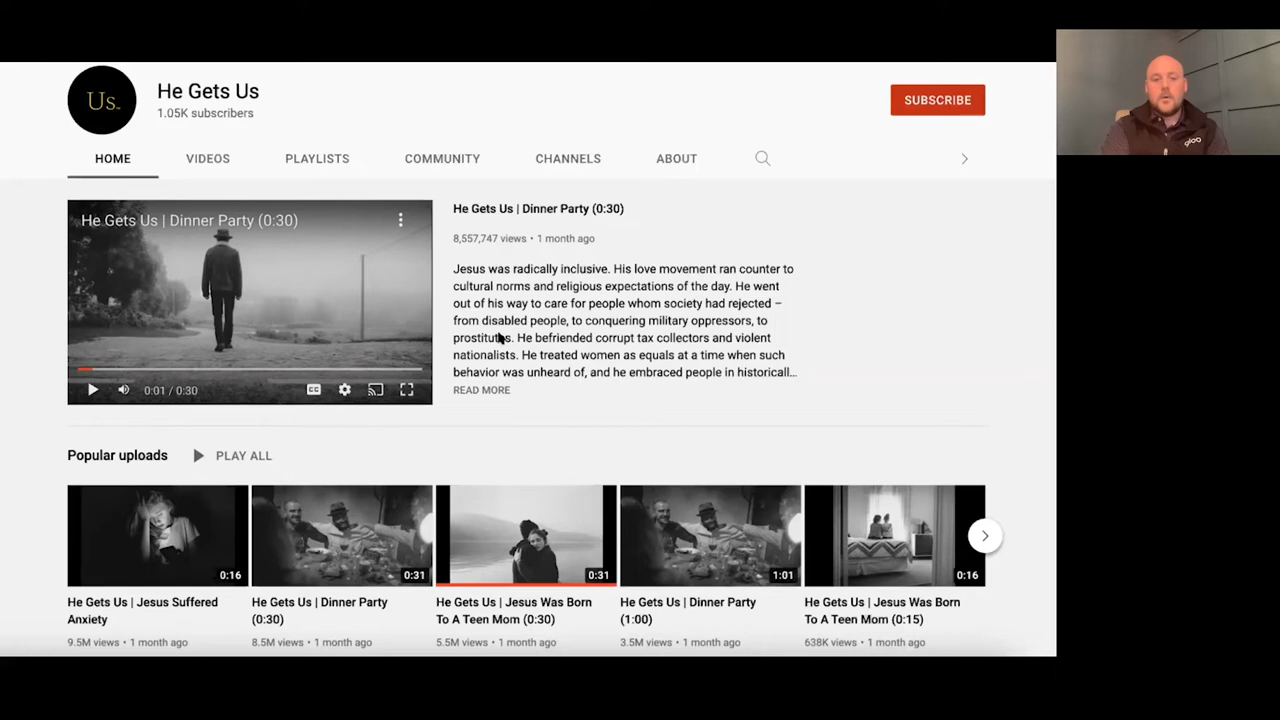 Us.
He Gets Us
1.05K subscribers
SUBSCRIBE
HOME
VIDEOS
PLAYLISTS
COMMUNITY
CHANNELS
ABOUT
He Gets Us | Dinner Party (0:30)
0:01 / 0:30
CC
He Gets Us | Dinner Party (0:30)
8,557,747 views • 1 month ago
Jesus was radically inclusive. His love movement ran counter to
cultural norms and religious expectations of the day. He went
out of his way to care for people whom society had rejected –
from disabled people, to conquering military oppressors, to
prostitutes. He befriended corrupt tax collectors and violent
nationalists. He treated women as equals at a time when such
behavior was unheard of, and he embraced people in historicall...
READ MORE
Popular uploads
PLAY ALL
0:16
He Gets Us | Jesus Suffered
Anxiety
9.5M views • 1 month ago
0:31
He Gets Us | Dinner Party
(0:30)
8.5M views • 1 month ago
0:31
He Gets Us | Jesus Was Born
To A Teen Mom (0:30)
5.5M views • 1 month ago
1:01
He Gets Us | Dinner Party
(1:00)
3.5M views • 1 month ago
0:16
He Gets Us | Jesus Was Born
To A Teen Mom (0:15)
638K views • 1 month ago
gloo